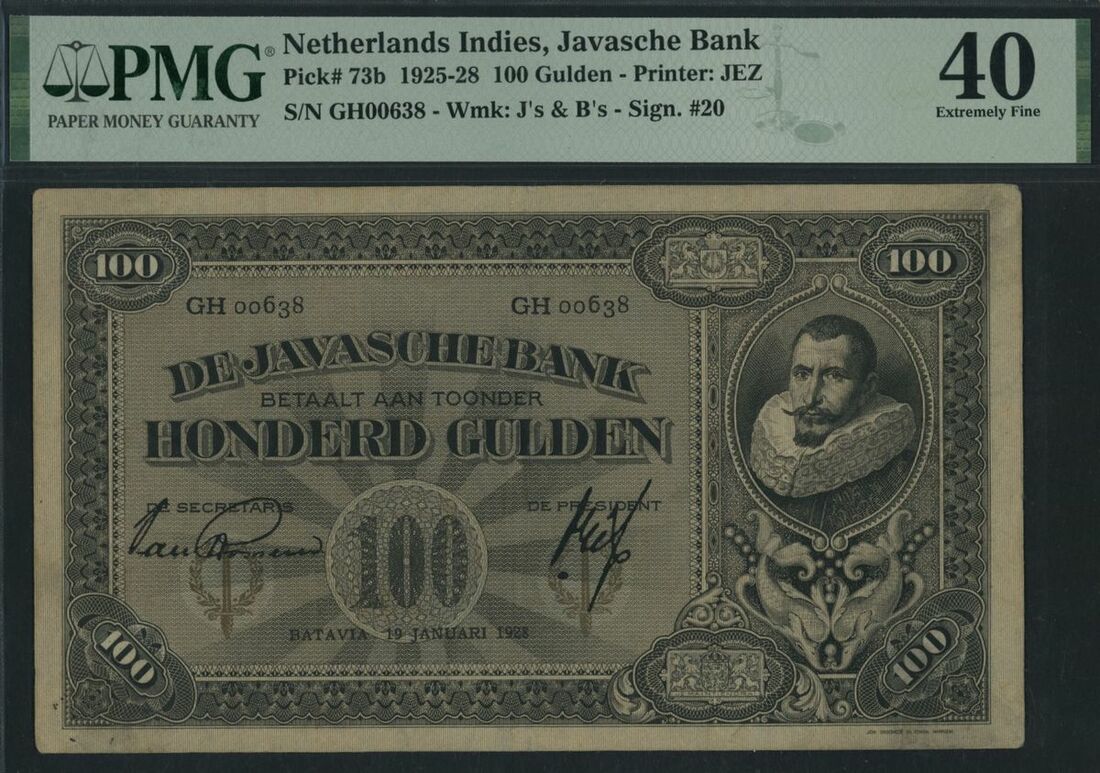 PMG®
PAPER MONEY GUARANTY
Netherlands Indies, Javasche Bank
Pick# 73b 1925-28 100 Gulden - Printer: JEZ
S/N GH00638 - Wmk: J's & B's - Sign. #20
40
Extremely Fine
100
100
GH 00638
GH 00638
DE JAVASCHE BANK
BETAALT AAN TOONDER
HONDERD GULDEN
DE SECRETARIS
DE PRESIDENT
100
BATAVIA 19 JANUARI 1928
100
100